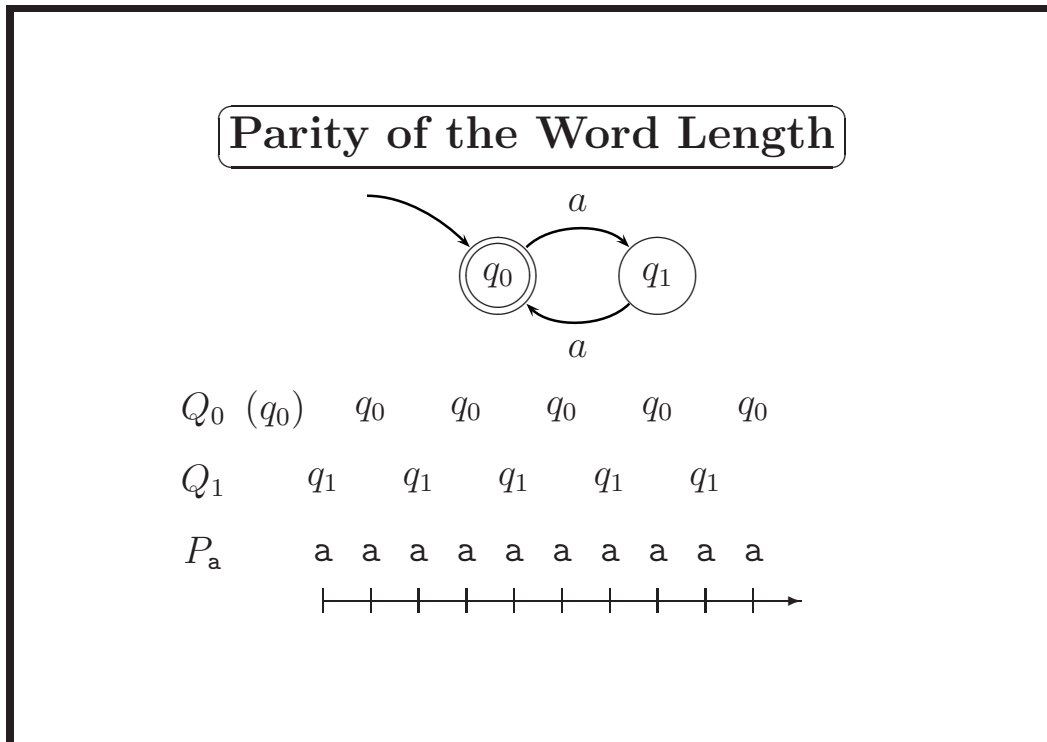 Parity of the Word Length
a
q₀ q₁
a
Q₀ (q₀) q₀ q₀ q₀ q₀ q₀
Q₁ q₁ q₁ q₁ q₁ q₁
Pₐ a a a a a a a a a a